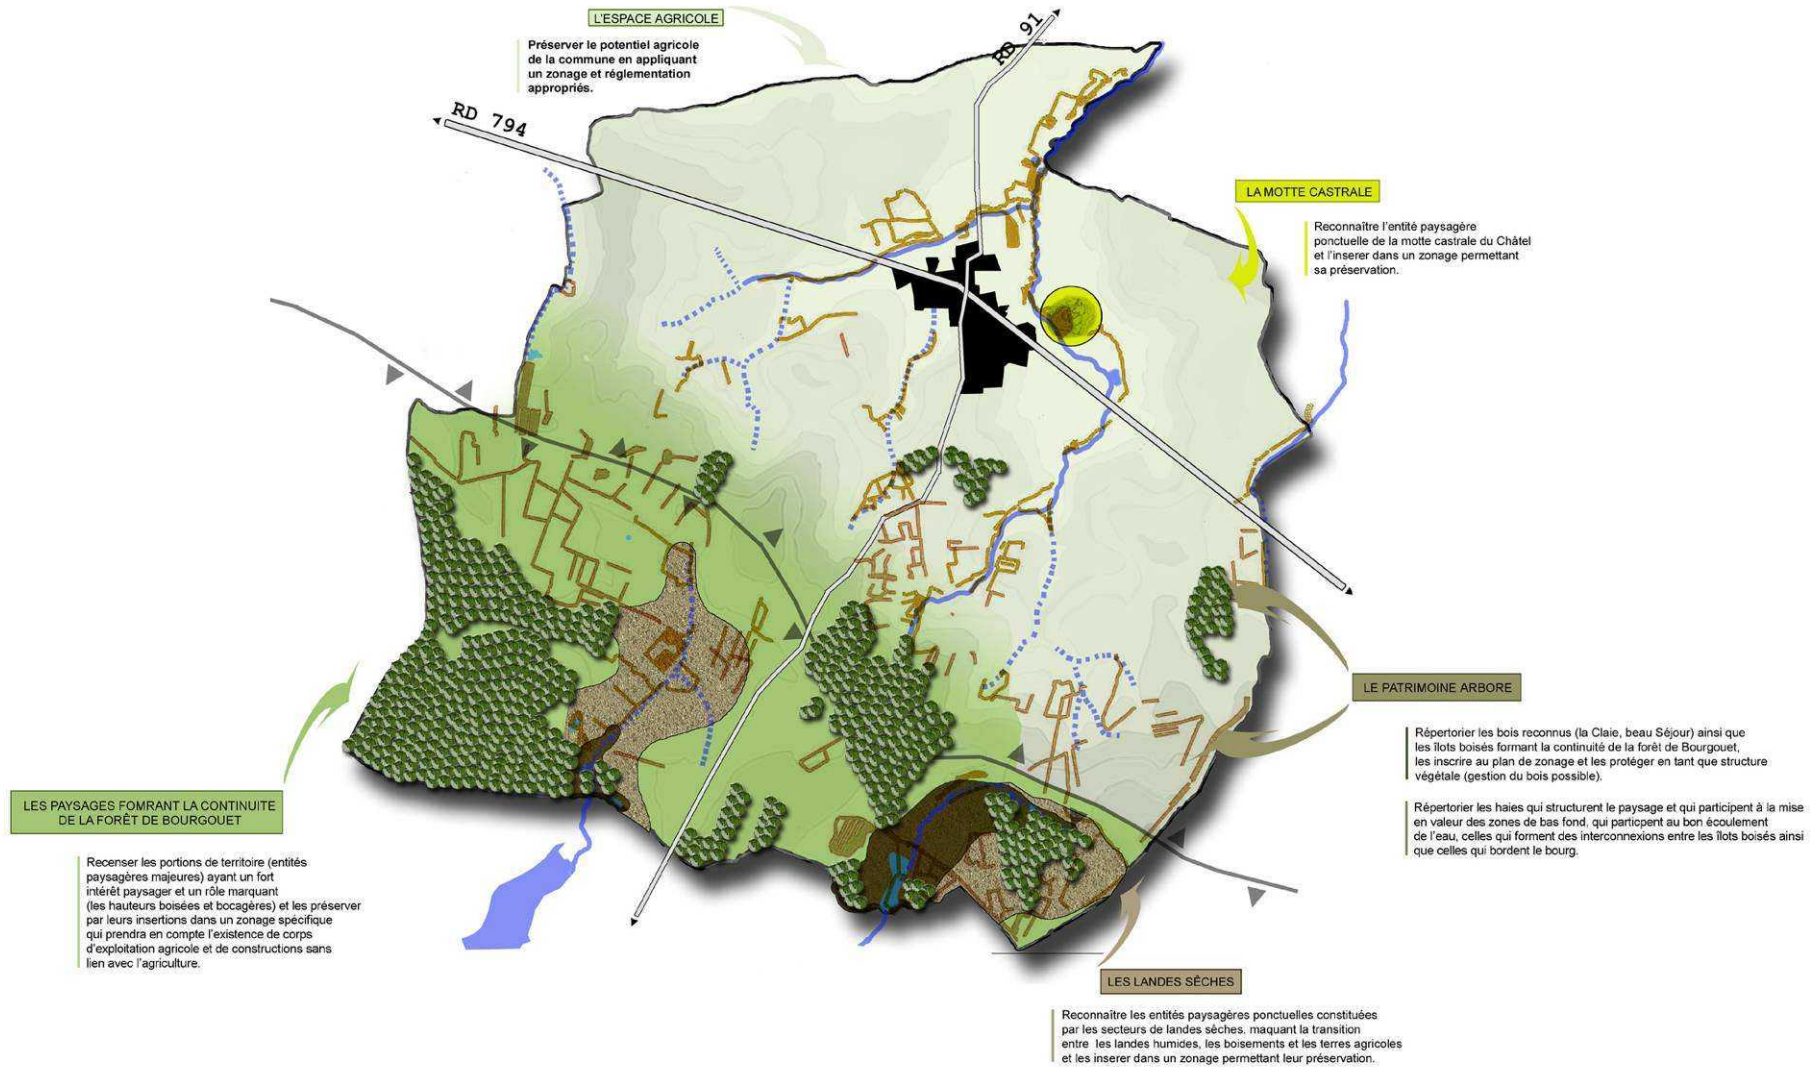 L'ESPACE AGRICOLE
Préserver le potentiel agricole
de la commune en appliquant
un zonage et réglementation
appropriés.
RD 91
RD 794
LA MOTTE CASTRALE
Reconnaître l'entité paysagère
ponctuelle de la motte castrale du Châtel
et l'inserer dans un zonage permettant
sa préservation.
LE PATRIMOINE ARBORE
Répertorier les bois reconnus (la Claie, beau Séjour) ainsi que
les îlots boisés formant la continuité de la forêt de Bourgouet,
les inscrire au plan de zonage et les protéger en tant que structure
végétale (gestion du bois possible).
Répertorier les haies qui structurent le paysage et qui participent à la mise
en valeur des zones de bas fond, qui particpent au bon écoulement
de l'eau, celles qui forment des interconnexions entre les îlots boisés ainsi
que celles qui bordent le bourg.
LES PAYSAGES FOMRANT LA CONTINUITE
DE LA FORÊT DE BOURGOUET
Recenser les portions de territoire (entités
paysagères majeures) ayant un fort
intérêt paysager et un rôle marquant
(les hauteurs boisées et bocagères) et les préserver
par leurs insertions dans un zonage spécifique
qui prendra en compte l'existence de corps
d'exploitation agricole et de constructions sans
lien avec l'agriculture.
LES LANDES SÊCHES
Reconnaître les entités paysagères ponctuelles constituées
par les secteurs de landes sèches, maquant la transition
entre les landes humides, les boisements et les terres agricoles
et les inserer dans un zonage permettant leur préservation.